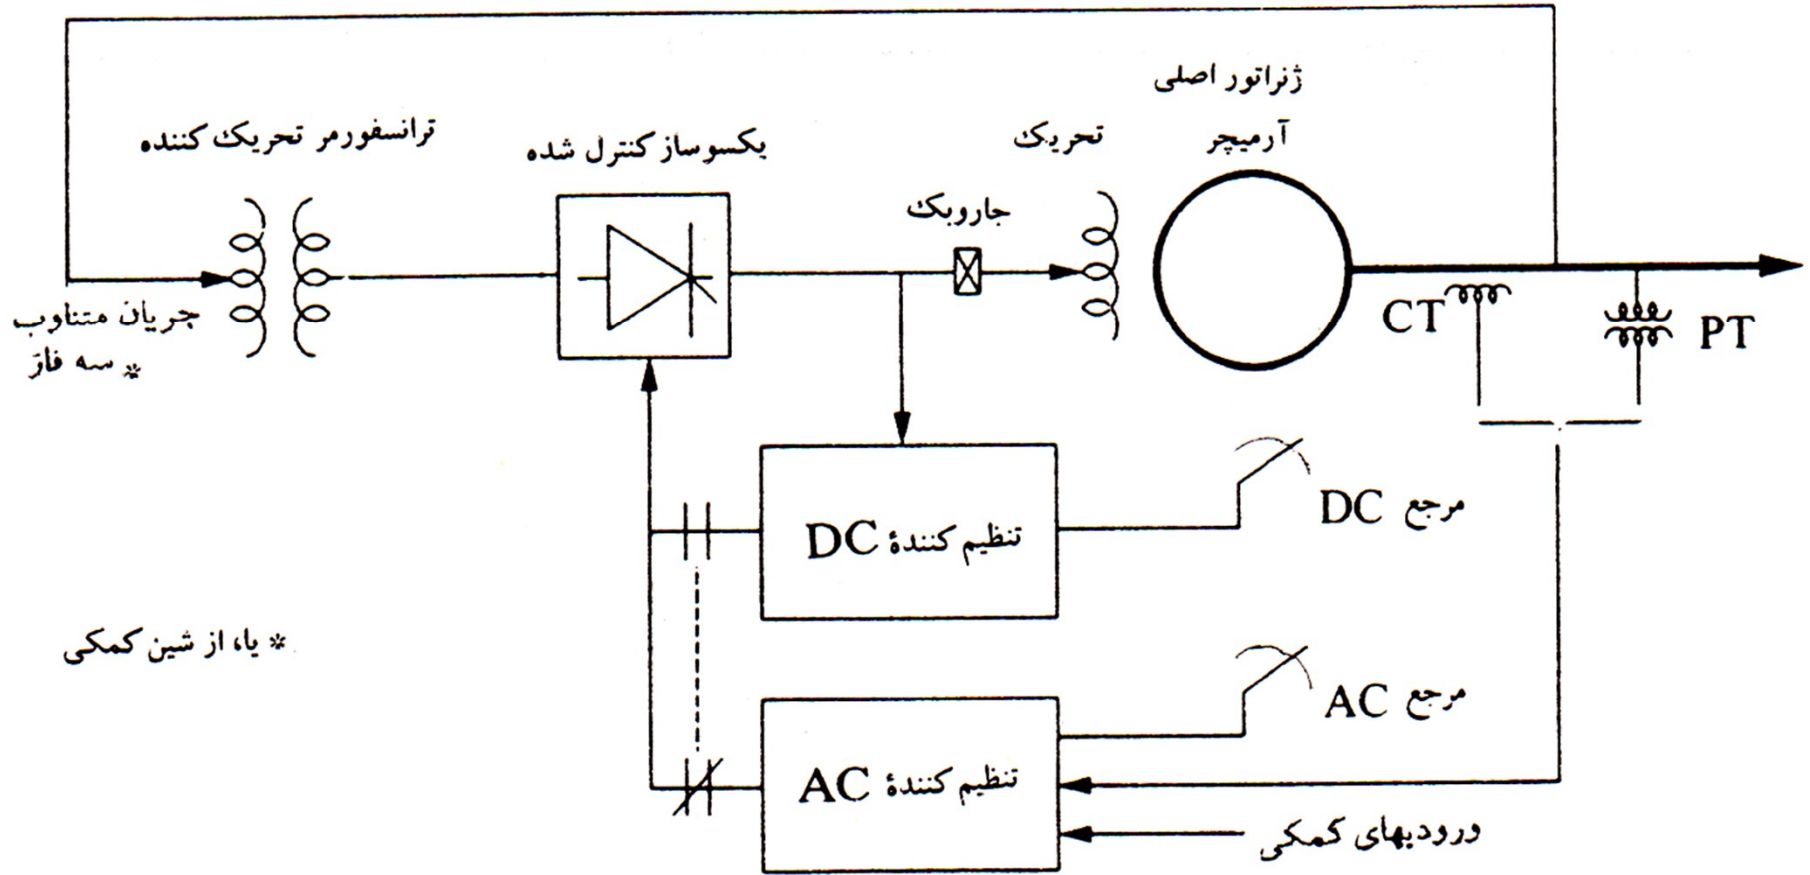 ژنراتور اصلی
آرمیچر
تحریک
ترانسفورمر تحریک کننده
یکسوساز کنترل شده
جاروبک
CT
PT
جریان متناوب
سه فاز *
مرجع DC
تنظیم کنندهٔ DC
* یا، از شین کمکی
مرجع AC
تنظیم کنندهٔ AC
ورودیهای کمکی